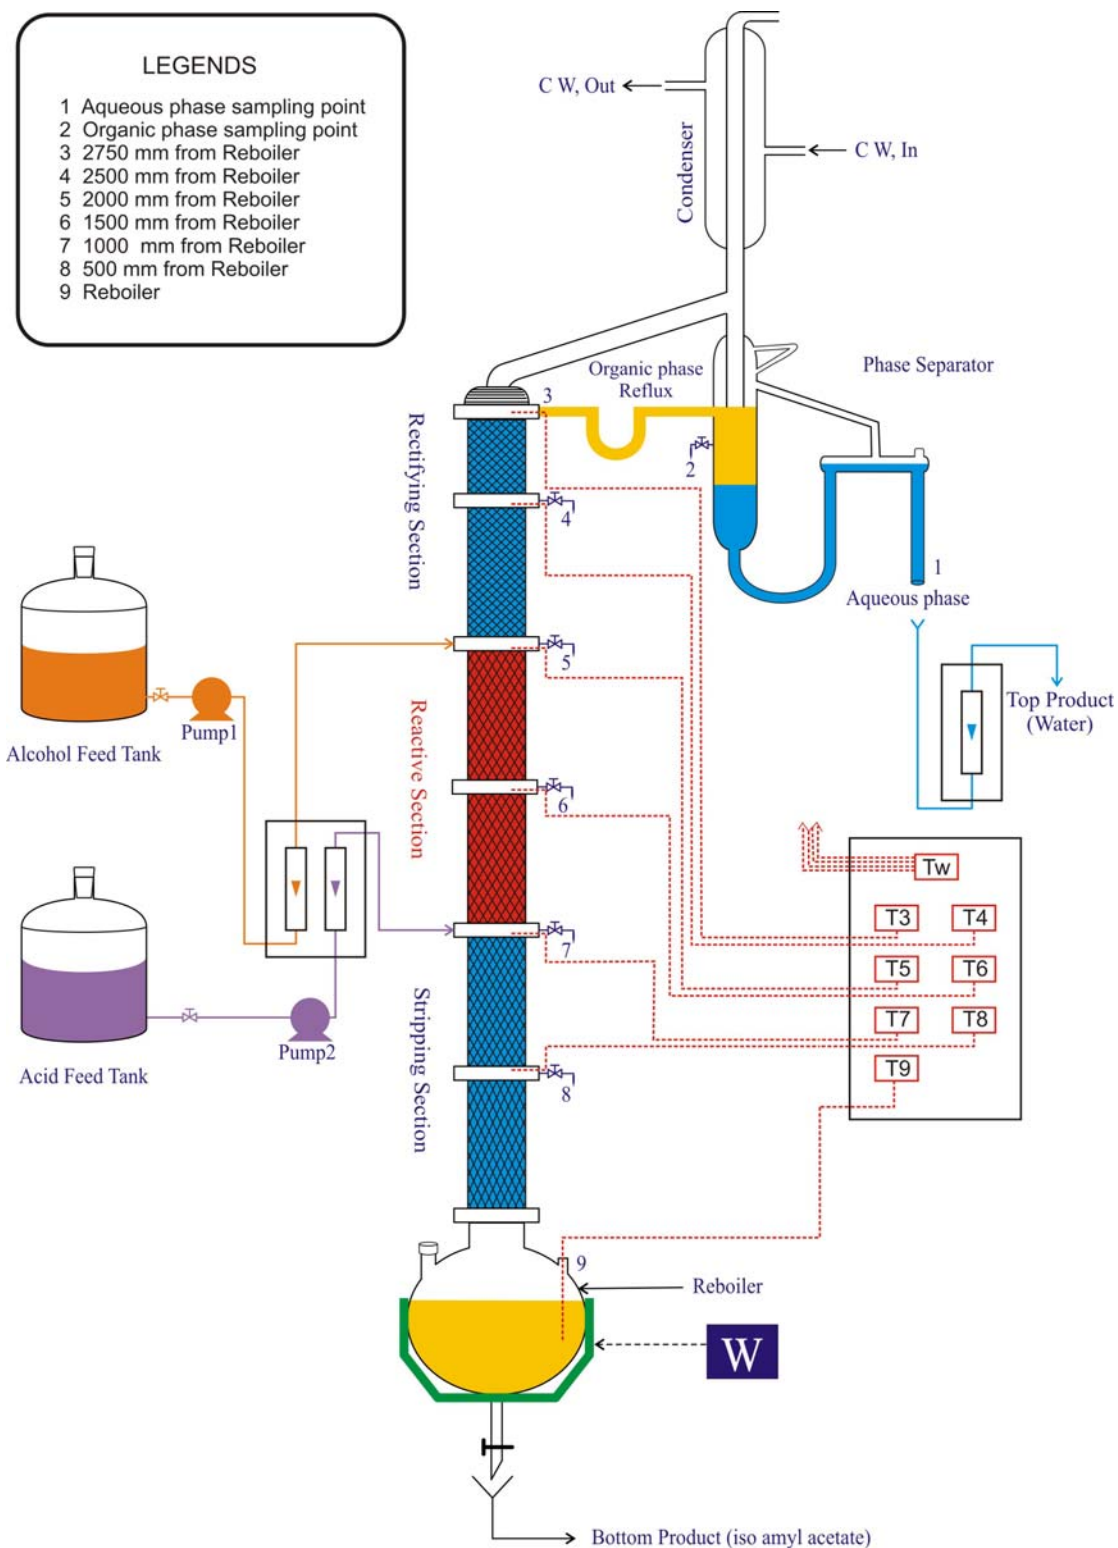 LEGENDS
1 Aqueous phase sampling point
2 Organic phase sampling point
3 2750 mm from Reboiler
4 2500 mm from Reboiler
5 2000 mm from Reboiler
6 1500 mm from Reboiler
7 1000 mm from Reboiler
8 500 mm from Reboiler
9 Reboiler
C W, Out
C W, In
Condenser
Organic phase
Reflux
Phase Separator
3
2
4
1
Aqueous phase
Rectifying Section
5
Top Product
(Water)
Pump1
Alcohol Feed Tank
Reactive Section
6
Tw
T3
T4
7
T5
T6
T7
T8
T9
Pump2
Acid Feed Tank
Stripping Section
8
9
Reboiler
W
Bottom Product (iso amyl acetate)